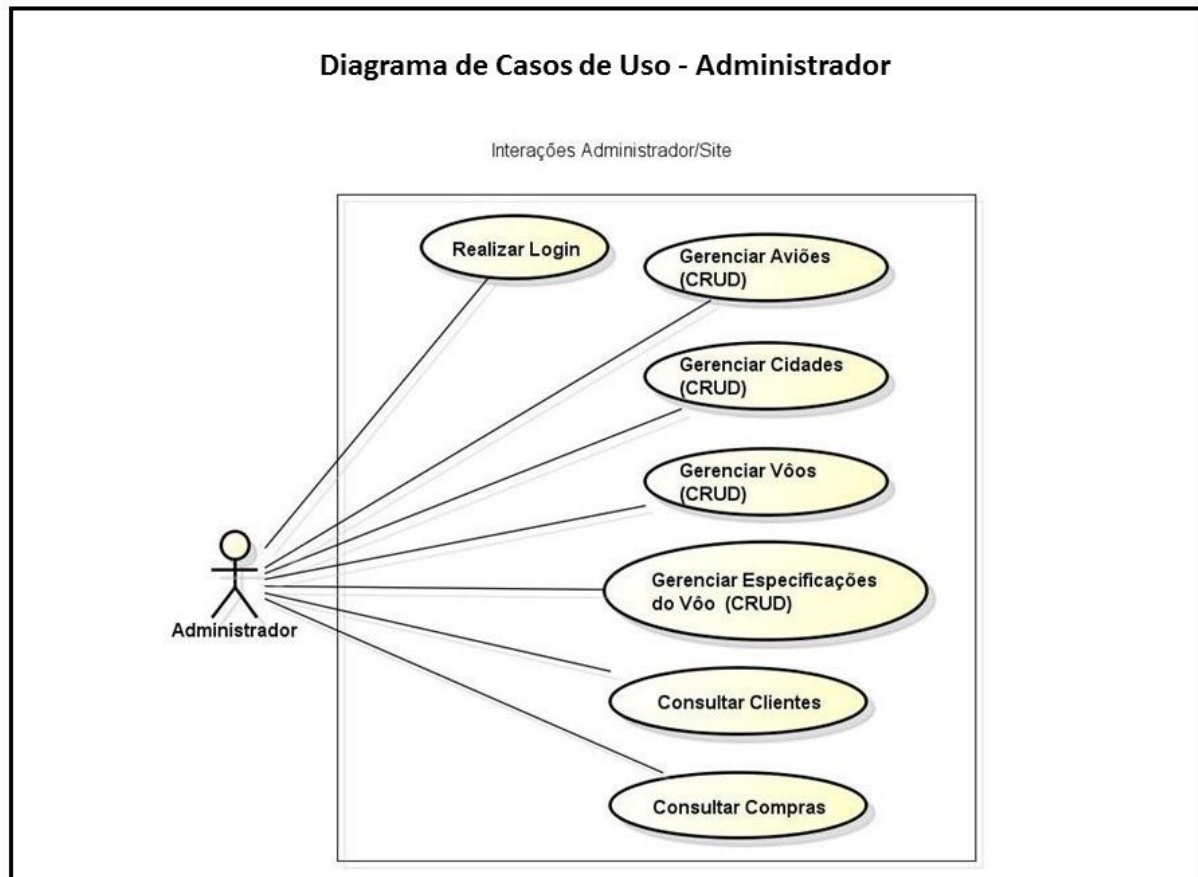 Diagrama de Casos de Uso - Administrador
Interações Administrador/Site
Realizar Login
Gerenciar Aviões
(CRUD)
Gerenciar Cidades
(CRUD)
Gerenciar Vôos
(CRUD)
Gerenciar Especificações
do Vôo (CRUD)
Administrador
Consultar Clientes
Consultar Compras